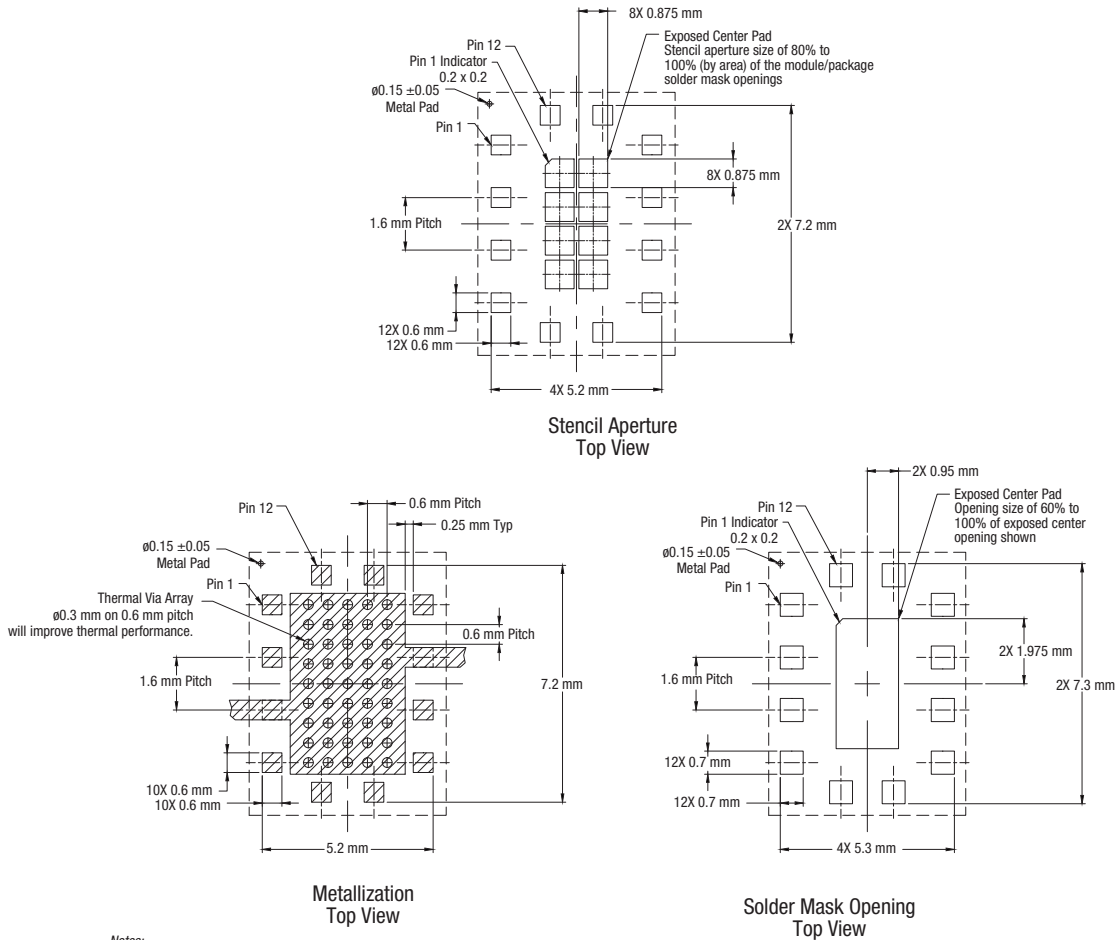 8X 0.875 mm
Exposed Center Pad
Stencil aperture size of 80% to
100% (by area) of the module/package
solder mask openings
Pin 12
Pin 1 Indicator
0.2 x 0.2
ø0.15 ±0.05
Metal Pad
Pin 1
8X 0.875 mm
2X 7.2 mm
1.6 mm Pitch
12X 0.6 mm
12X 0.6 mm
4X 5.2 mm
Stencil Aperture
Top View
Pin 12
0.6 mm Pitch
0.25 mm Typ
ø0.15 ±0.05
Metal Pad
Pin 1
Thermal Via Array
ø0.3 mm on 0.6 mm pitch
will improve thermal performance.
0.6 mm Pitch
1.6 mm Pitch
7.2 mm
10X 0.6 mm
10X 0.6 mm
5.2 mm
Metallization
Top View
2X 0.95 mm
Exposed Center Pad
Opening size of 60% to
100% of exposed center
opening shown
Pin 12
Pin 1 Indicator
0.2 x 0.2
ø0.15 ±0.05
Metal Pad
Pin 1
2X 1.975 mm
1.6 mm Pitch
2X 7.3 mm
12X 0.7 mm
12X 0.7 mm
4X 5.3 mm
Solder Mask Opening
Top View
Notes: